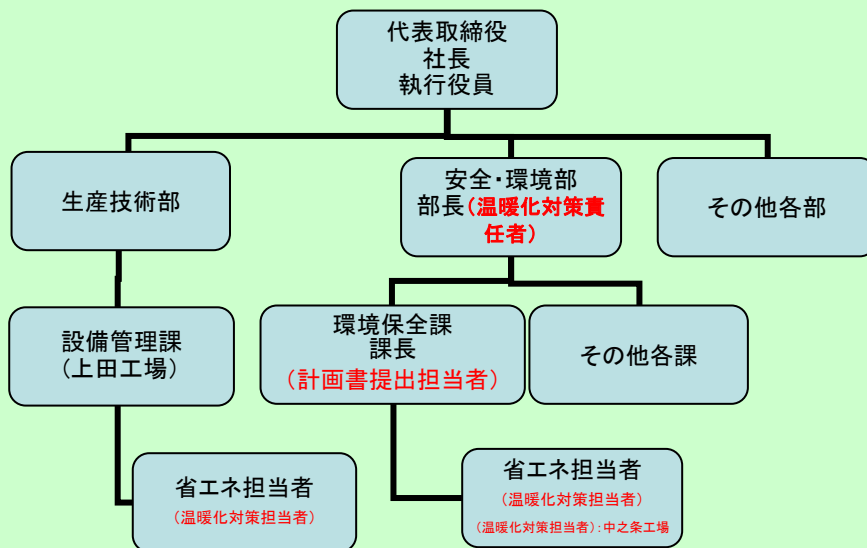 代表取締役
社長
執行役員
生産技術部
安全・環境部
部長(温暖化対策責
任者)
その他各部
設備管理課
(上田工場)
環境保全課
課長
(計画書提出担当者)
その他各課
省エネ担当者
(温暖化対策担当者)
省エネ担当者
(温暖化対策担当者)
(温暖化対策担当者):中之条工場